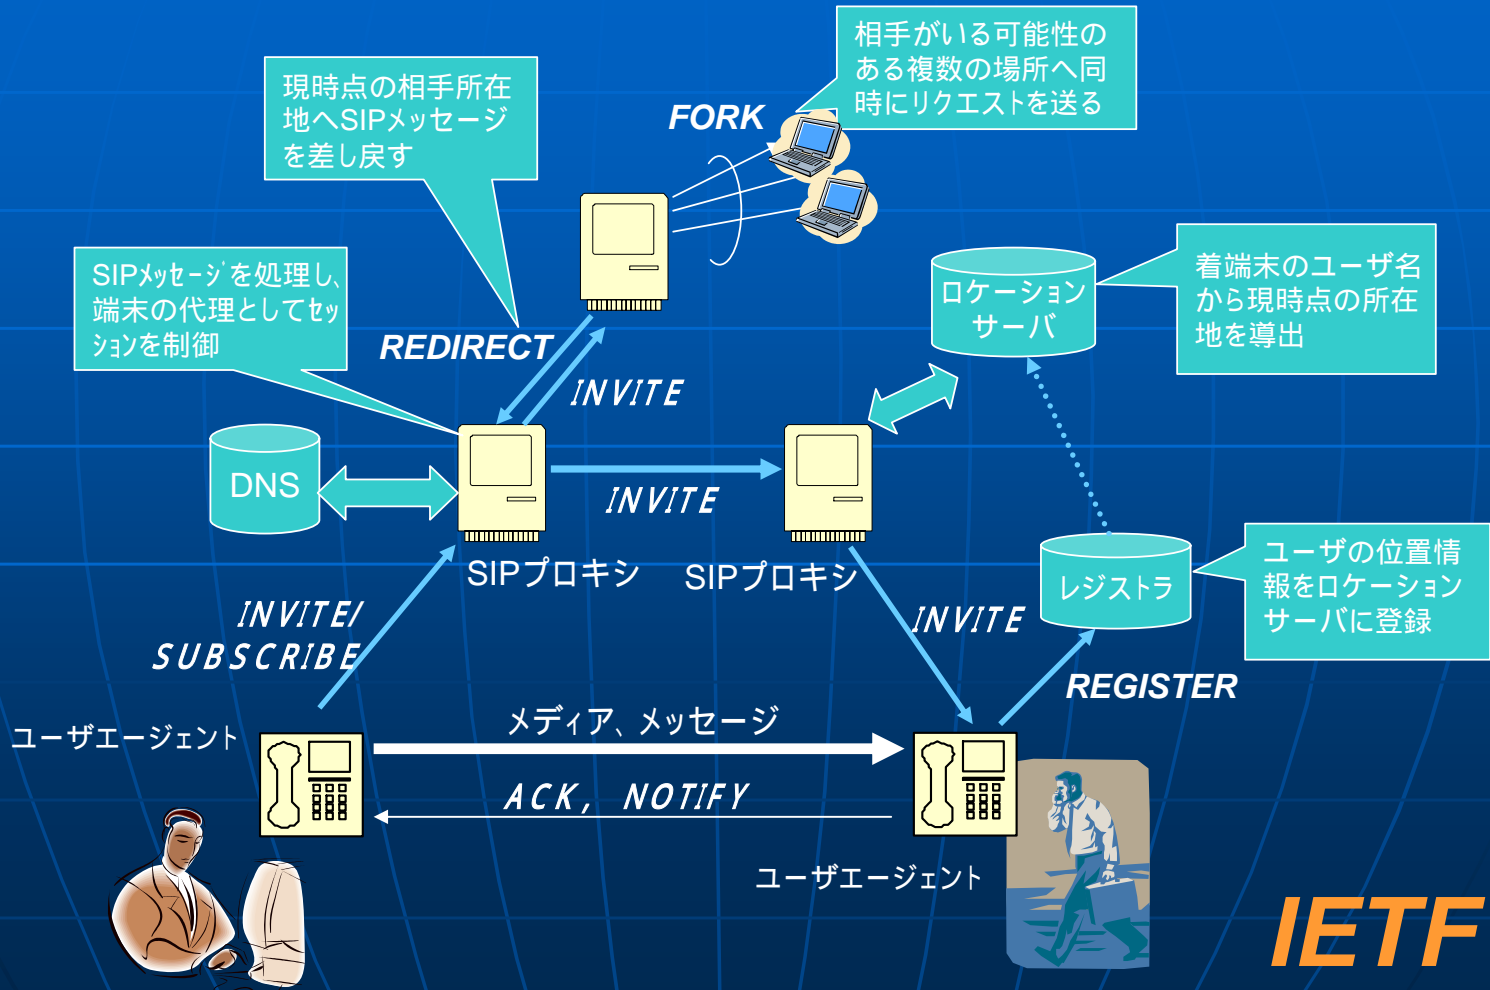 相手がいる可能性の
ある複数の場所へ同
時にリクエストを送る
現時点の相手所在
地へSIPメッセージ
を差し戻す
FORK
SIPメッセージを処理し、
端末の代理としてセッ
ションを制御
着端末のユーザ名
から現時点の所在
地を導出
ロケーション
サーバ
REDIRECT
INVITE
DNS
INVITE
SIPプロキシ
SIPプロキシ
レジストラ
ユーザの位置情
報をロケーション
サーバに登録
INVITE/
SUBSCRIBE
INVITE
REGISTER
メディア、メッセージ
ユーザエージェント
ACK, NOTIFY
ユーザエージェント
IETF